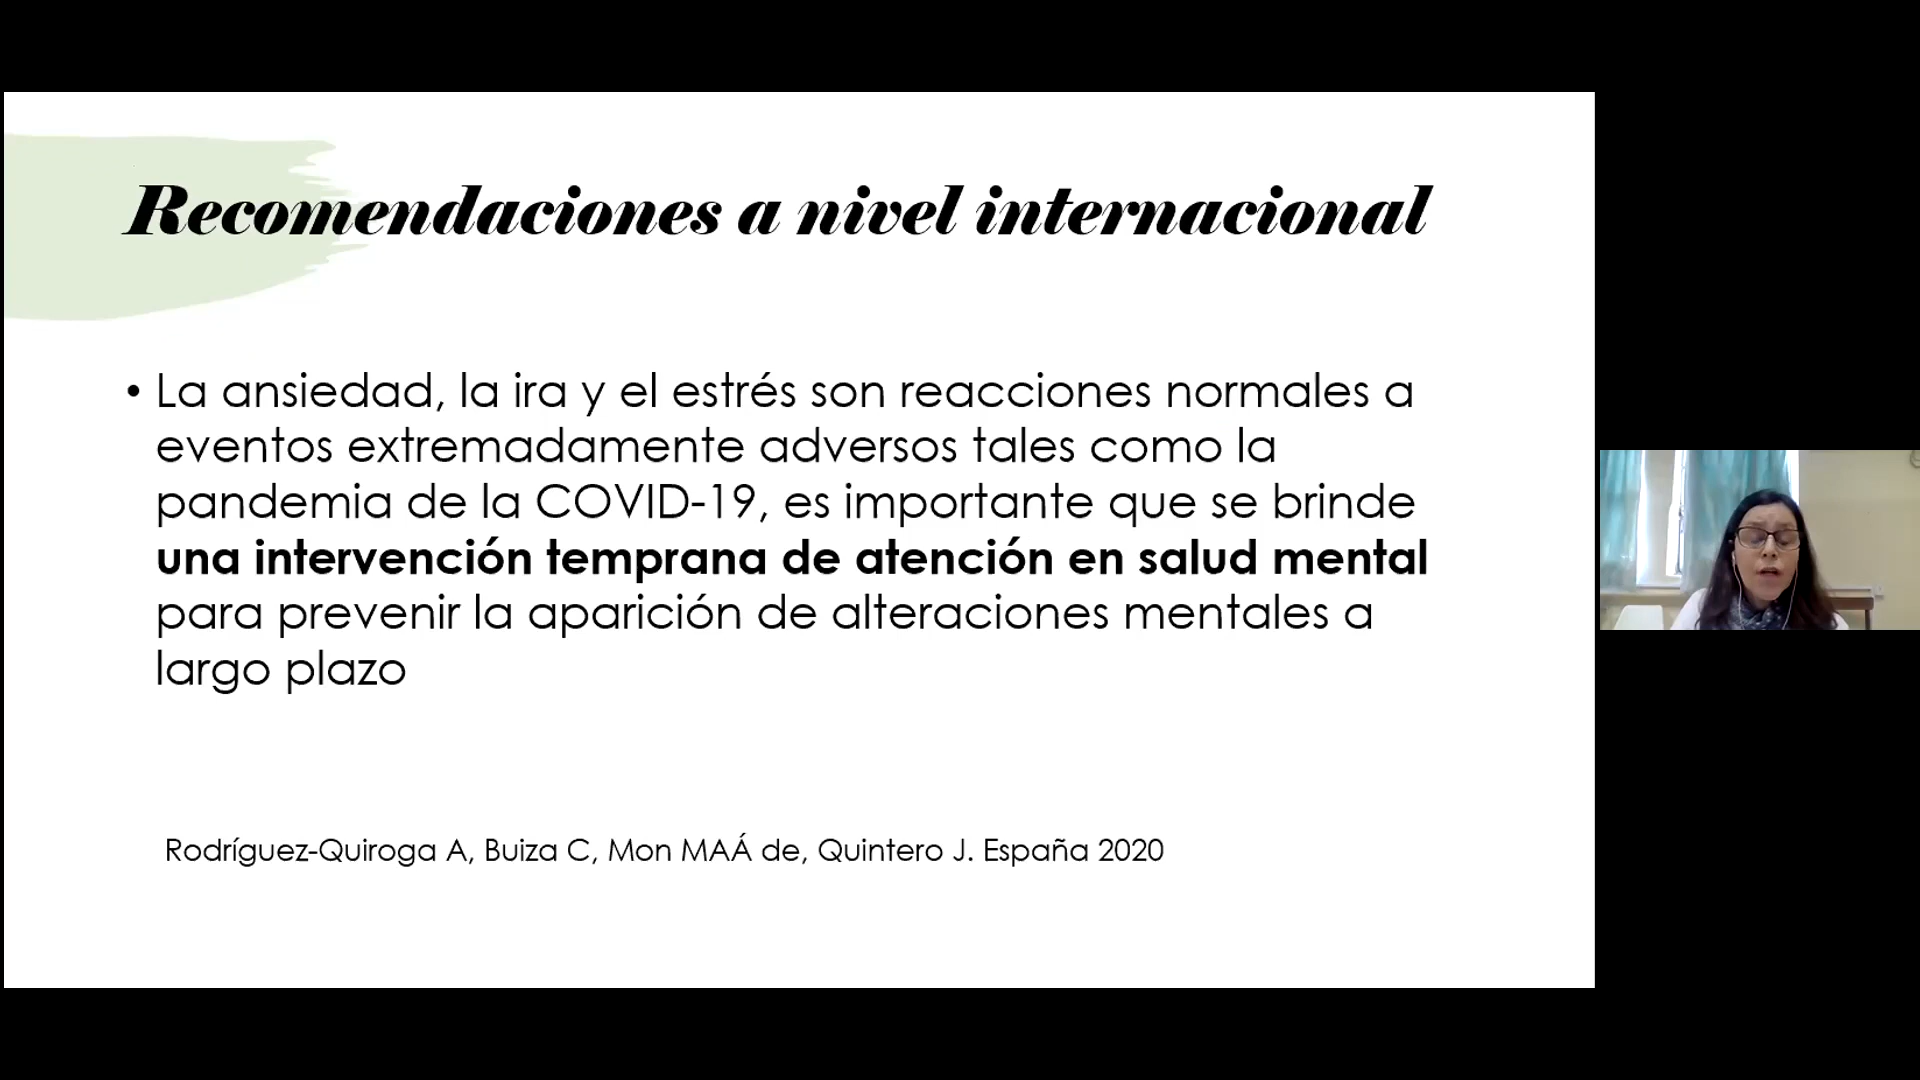 Recomendaciones a nivel internacional
• La ansiedad, la ira y el estrés son reacciones normales a
eventos extremadamente adversos tales como la
pandemia de la COVID-19, es importante que se brinde
una intervención temprana de atención en salud mental
para prevenir la aparición de alteraciones mentales a
largo plazo
Rodríguez-Quiroga A, Buiza C, Mon MAÁ de, Quintero J. España 2020